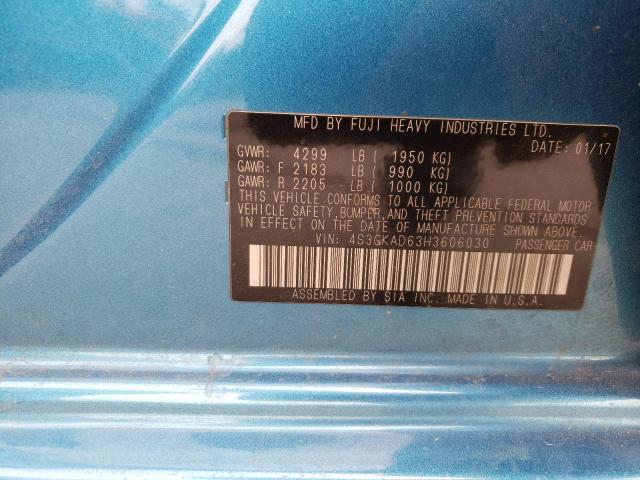 MFD BY FUJI HEAVY INDUSTRIES LTD.
DATE: 01/17
GVWR: 4299 LB ( 1950 KG)
GAWR: F 2183 LB ( 990 KG)
GAWR: R 2205 LB ( 1000 KG)
THIS VEHICLE CONFORMS TO ALL APPLICABLE FEDERAL MOTOR
VEHICLE SAFETY, BUMPER, AND THEFT PREVENTION STANDARDS
IN EFFECT ON THE DATE OF MANUFACTURE SHOWN ABOVE.
VIN: 4S3GKAD63H3606030 PASSENGER CAR
ASSEMBLED BY SIA INC. MADE IN U.S.A.